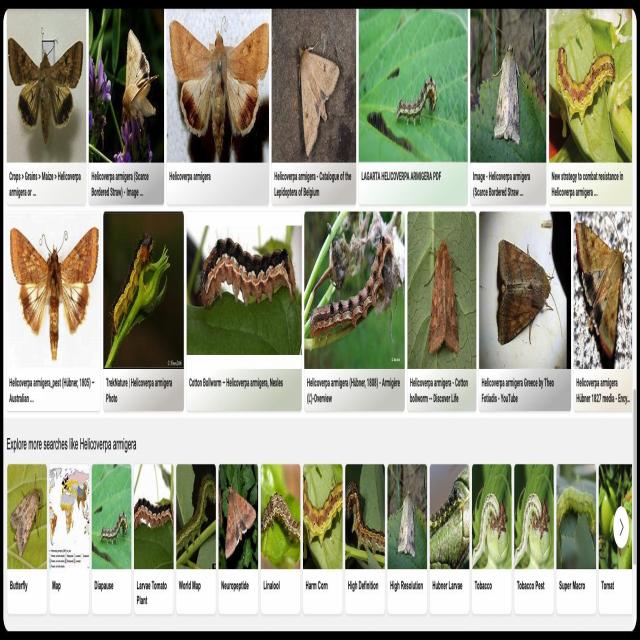 Crops > Grains > Maize > Helicoverpa
armigera or ...
Helicoverpa armigera (Scarce
Bordered Straw) - Image ...
Helicoverpa armigera
Helicoverpa armigera - Catalogue of the
Lepidoptera of Belgium
LAGARTA HELICOVERPA ARMIGERA PDF
Image - Helicoverpa armigera
(Scarce Bordered Straw ...
New strategy to combat resistance in
Helicoverpa armigera ...
Helicoverpa armigera_pest (Hübner, 1805) –
Australian ...
TrekNature | Helicoverpa armigera
Photo
Cotton Bollworm – Helicoverpa armigera, Nexles
Helicoverpa armigera (Hübner, 1808) - Armigère
(L')-Overview
Helicoverpa armigera - Cotton
bollworm -- Discover Life
Helicoverpa armigera Greece by Theo
Fotiadis - YouTube
Helicoverpa armigera
Hübner 1827 media - Ency...
Explore more searches like Helicoverpa armigera
Butterfly
Map
Diapause
Larvae Tomato
Plant
World Map
Neuropeptide
Linalool
Harm Corn
High Definition
High Resolution
Hubner Larvae
Tobacco
Tobacco Pest
Super Macro
Tomat